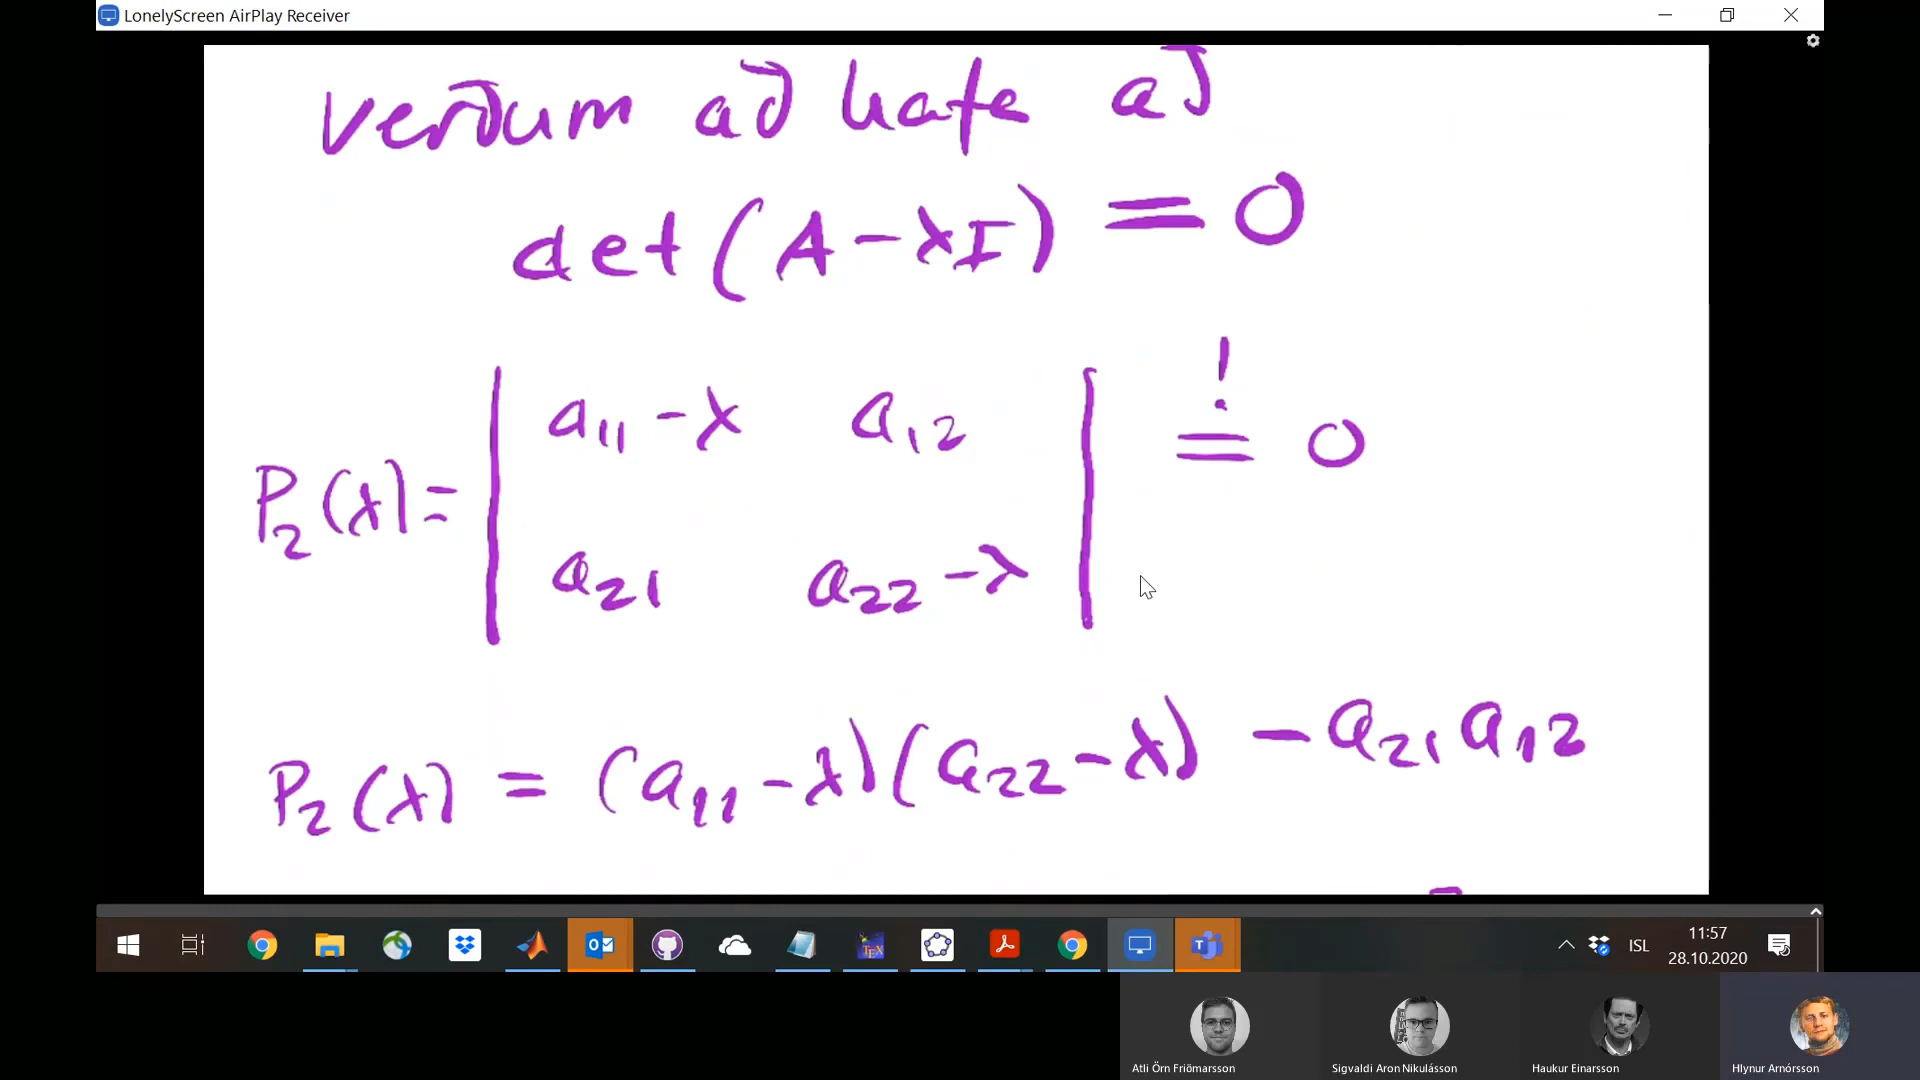 LonelyScreen AirPlay Receiver
verðum að hafa að
det(A-λI) = 0
P₂(λ) = | a₁₁-λ a₁₂ | ! = 0
| a₂₁ a₂₂-λ |
P₂(λ) = (a₁₁-λ)(a₂₂-λ) - a₂₁a₁₂
ISL
11:57
28.10.2020
Atli Örn Friðmarsson
Sigvaldi Aron Nikulásson
Haukur Einarsson
Hlynur Arnórsson